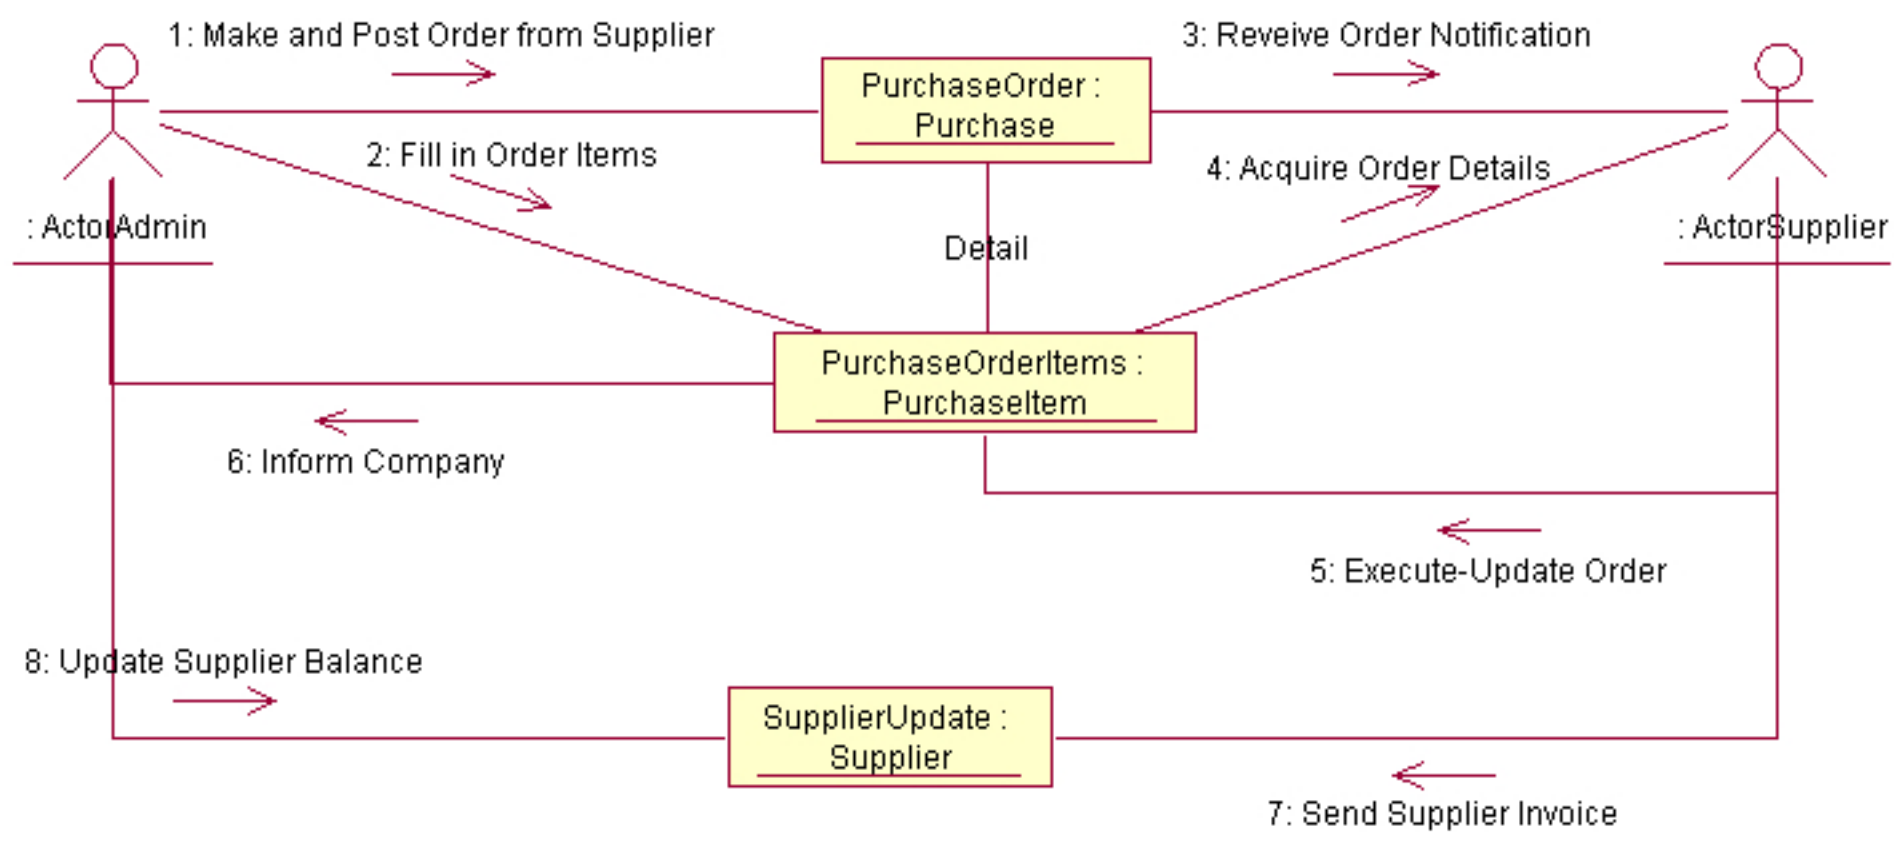 1: Make and Post Order from Supplier
3: Reveive Order Notification
PurchaseOrder :
Purchase
2: Fill in Order Items
4: Acquire Order Details
: ActorAdmin
: ActorSupplier
Detail
PurchaseOrderItems :
PurchaseItem
6: Inform Company
5: Execute-Update Order
8: Update Supplier Balance
SupplierUpdate :
Supplier
7: Send Supplier Invoice